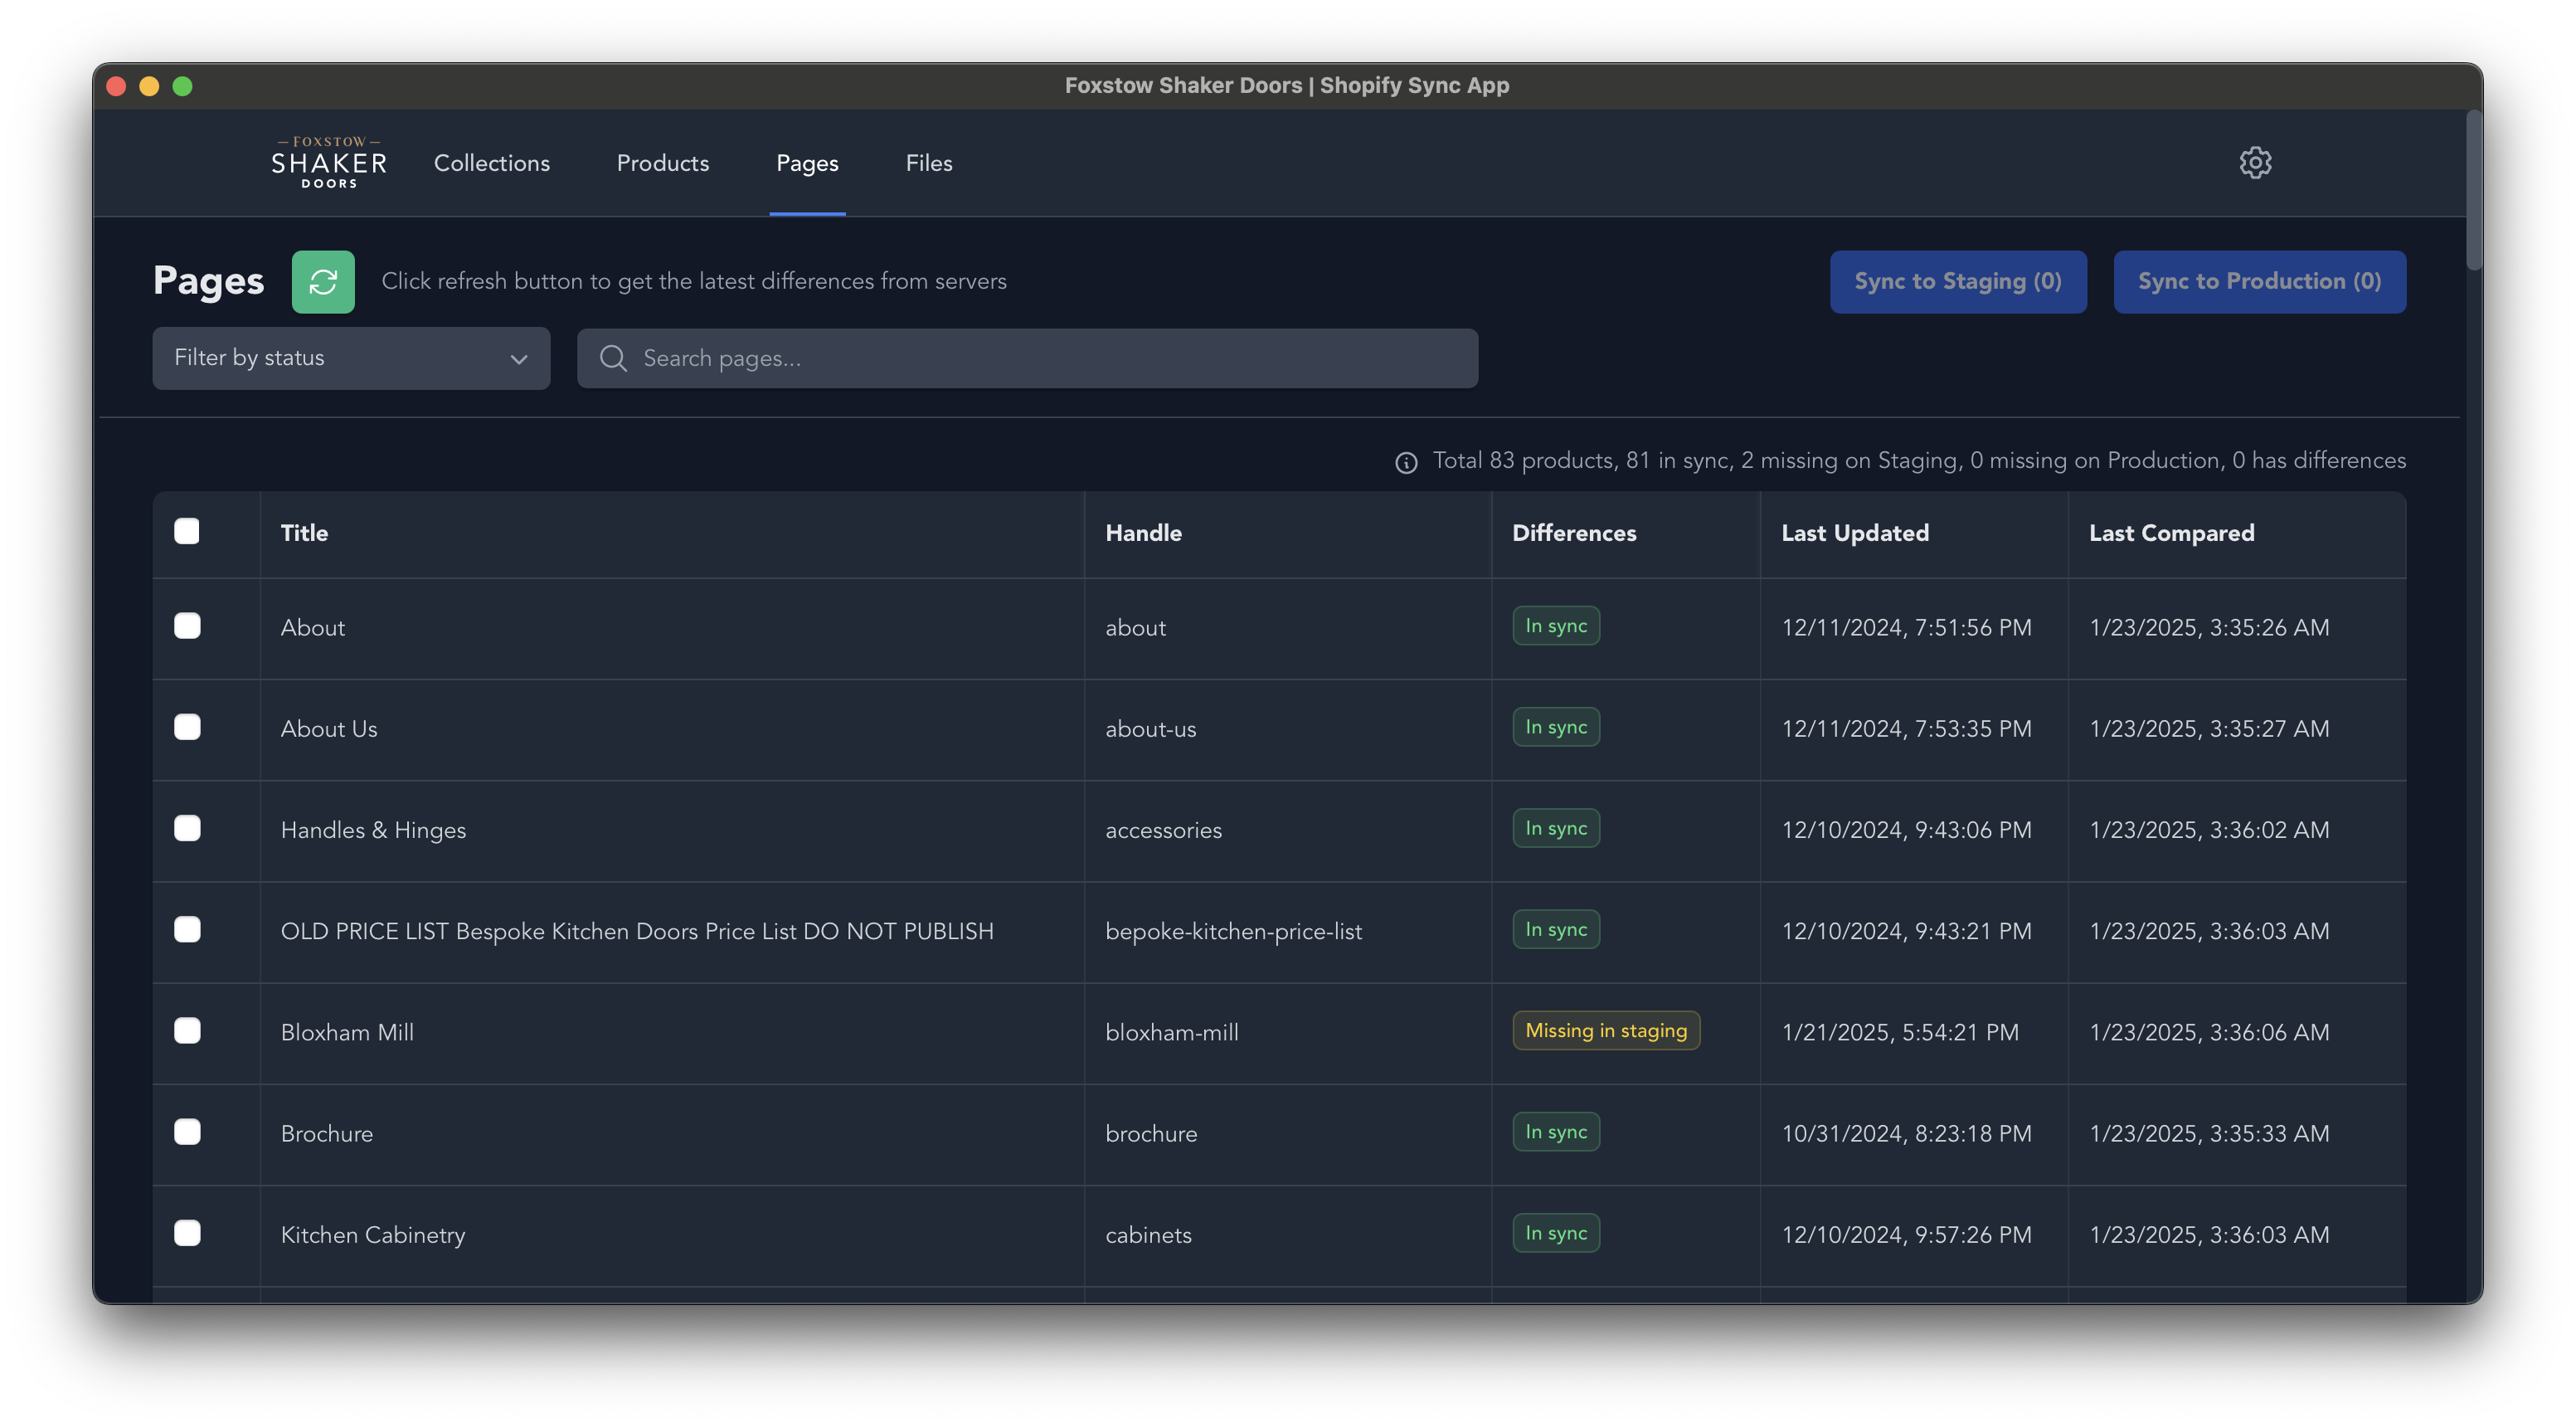 Foxstow Shaker Doors | Shopify Sync App
FOXSTOW
SHAKER
DOORS
Collections Products Pages Files
Pages Click refresh button to get the latest differences from servers Sync to Staging (0) Sync to Production (0)
Filter by status Search pages...
Total 83 products, 81 in sync, 2 missing on Staging, 0 missing on Production, 0 has differences
Title Handle Differences Last Updated Last Compared
About about In sync 12/11/2024, 7:51:56 PM 1/23/2025, 3:35:26 AM
About Us about-us In sync 12/11/2024, 7:53:35 PM 1/23/2025, 3:35:27 AM
Handles & Hinges accessories In sync 12/10/2024, 9:43:06 PM 1/23/2025, 3:36:02 AM
OLD PRICE LIST Bespoke Kitchen Doors Price List DO NOT PUBLISH bepoke-kitchen-price-list In sync 12/10/2024, 9:43:21 PM 1/23/2025, 3:36:03 AM
Bloxham Mill bloxham-mill Missing in staging 1/21/2025, 5:54:21 PM 1/23/2025, 3:36:06 AM
Brochure brochure In sync 10/31/2024, 8:23:18 PM 1/23/2025, 3:35:33 AM
Kitchen Cabinetry cabinets In sync 12/10/2024, 9:57:26 PM 1/23/2025, 3:36:03 AM